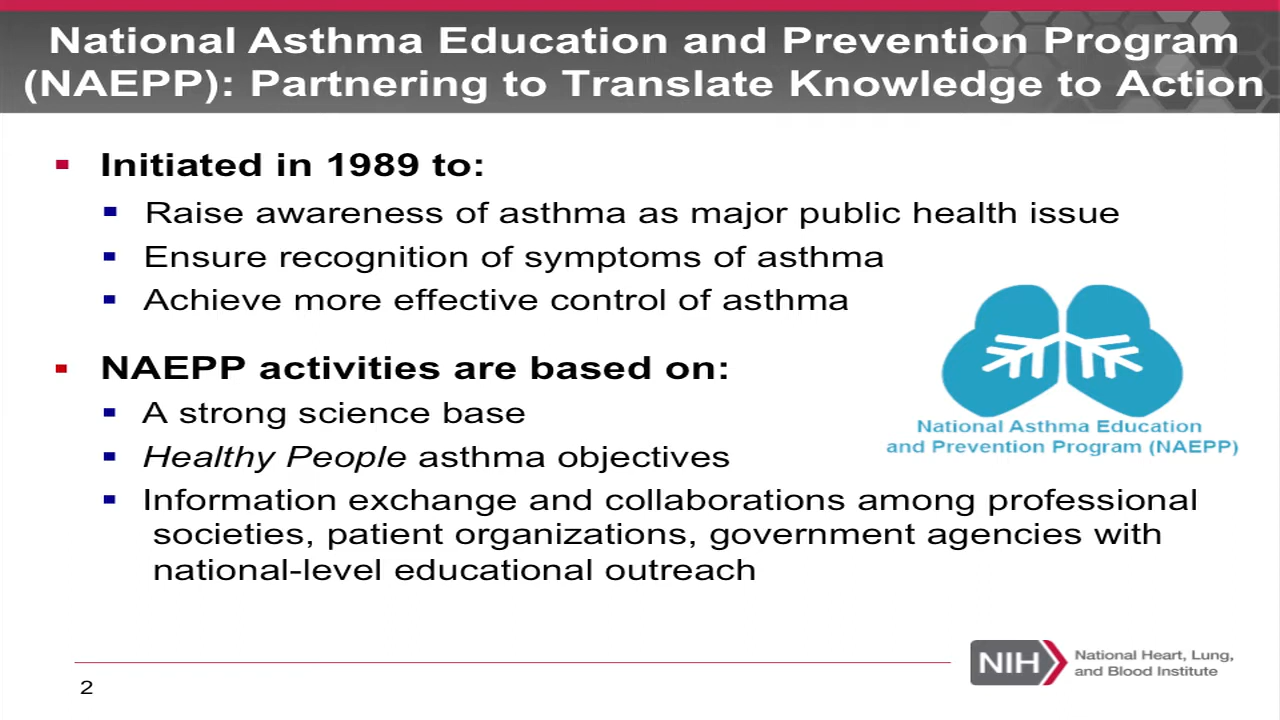 National Asthma Education and Prevention Program
(NAEPP): Partnering to Translate Knowledge to Action
Initiated in 1989 to:
Raise awareness of asthma as major public health issue
Ensure recognition of symptoms of asthma
Achieve more effective control of asthma
NAEPP activities are based on:
A strong science base
Healthy People asthma objectives
Information exchange and collaborations among professional
societies, patient organizations, government agencies with
national-level educational outreach
National Asthma Education
and Prevention Program (NAEPP)
NIH
National Heart, Lung,
and Blood Institute
2